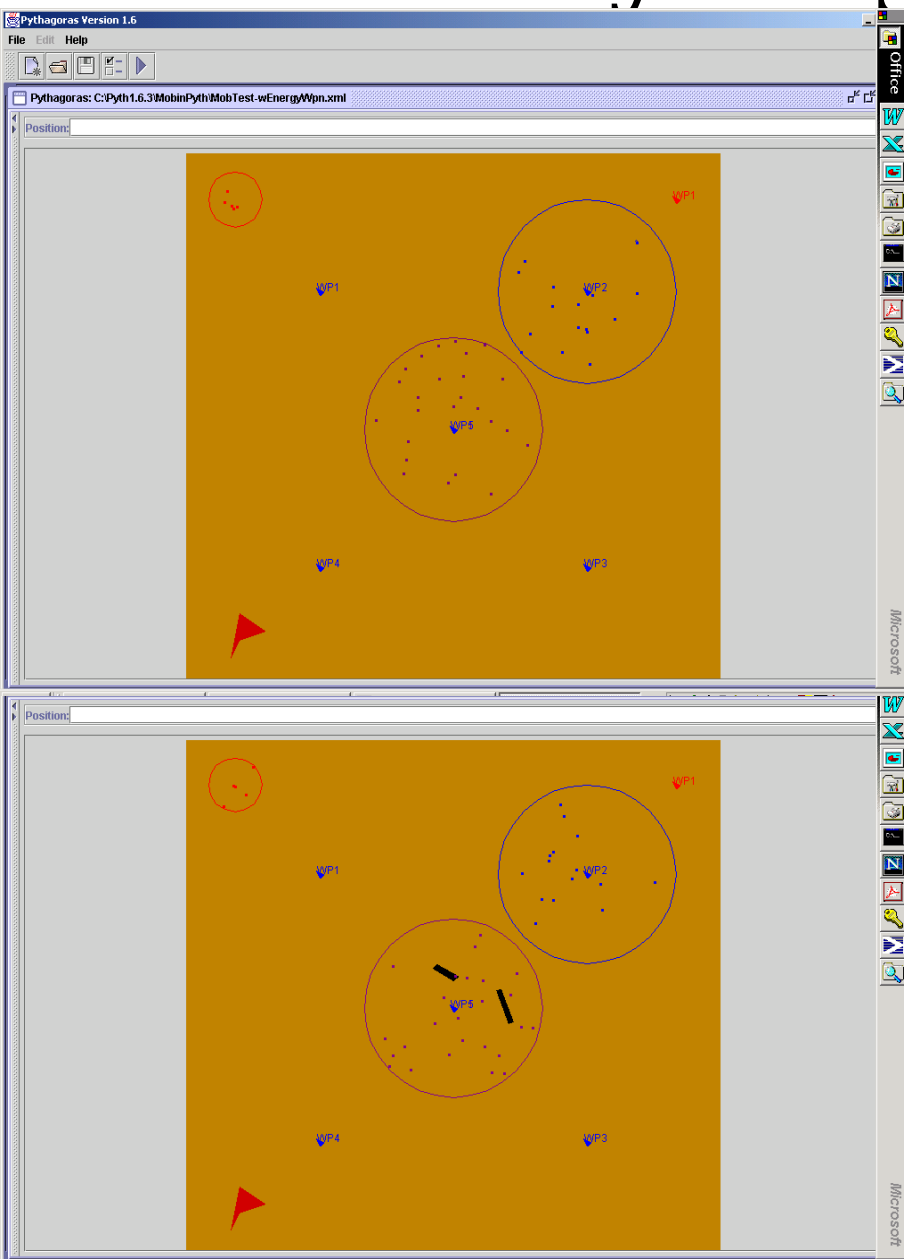 Pythagoras Version 1.6
File Edit Help
Office
Pythagoras: C:\Pyth1.6.3\MobinPyth\MobTest-wEnergyWpn.xml
Position:
WP1
WP1
WP2
WP5
WP4
WP3
Microsoft
Position:
WP1
WP1
WP2
WP5
WP4
WP3
Microsoft